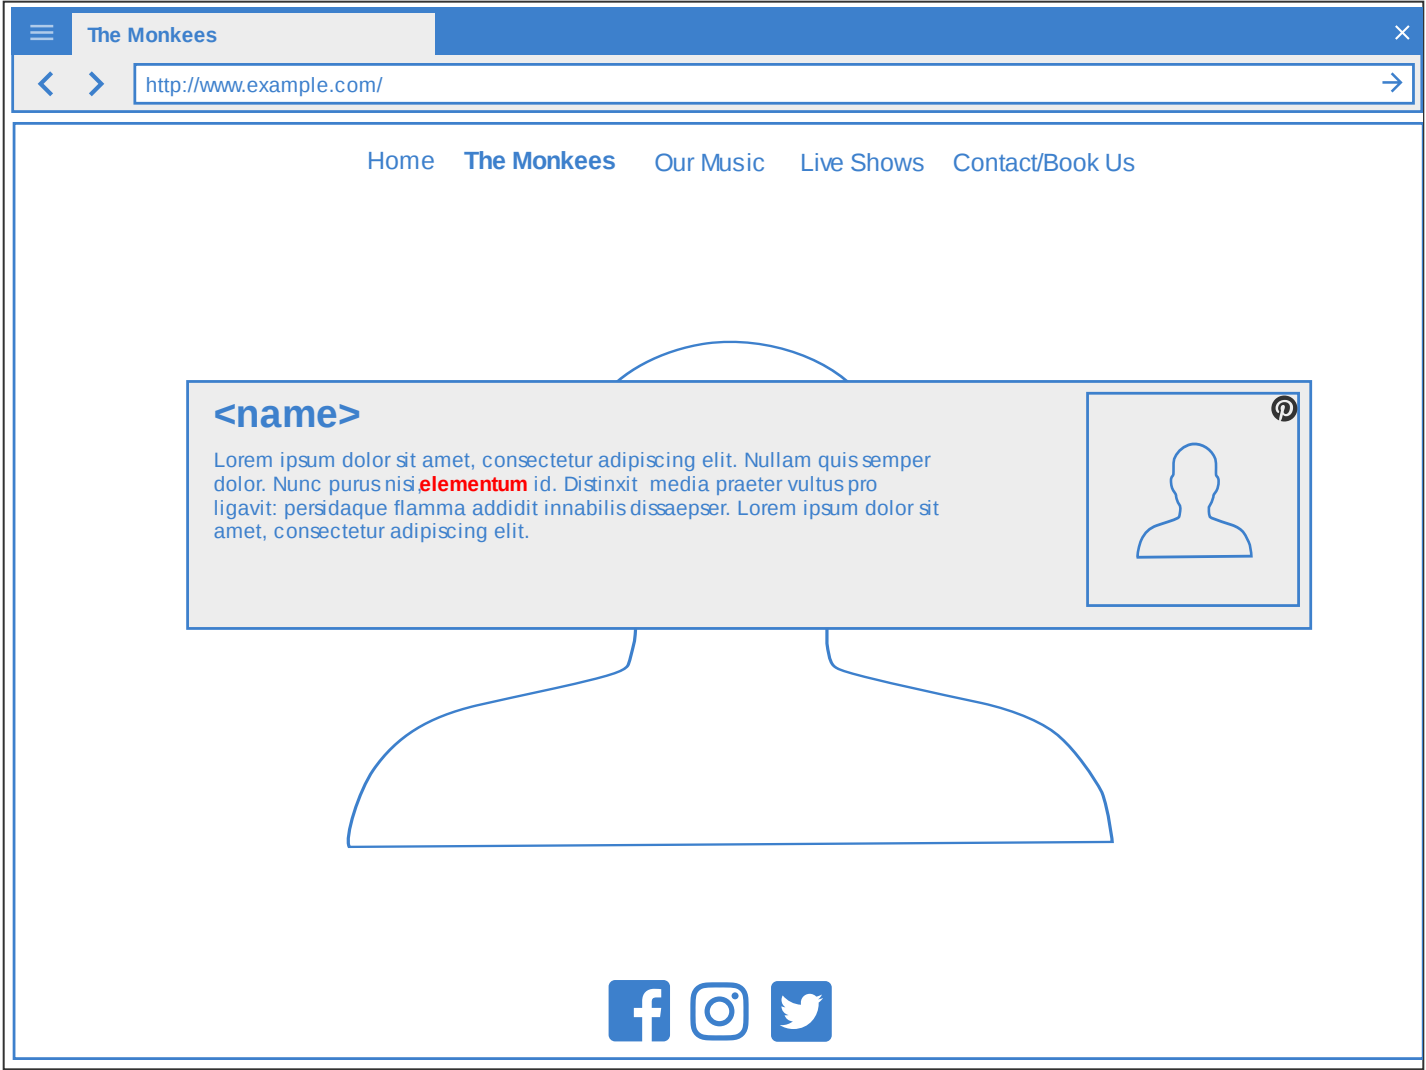 The Monkees
http://www.example.com/
Home The Monkees Our Music Live Shows Contact/Book Us
<name>
Lorem ipsum dolor sit amet, consectetur adipiscing elit. Nullam quis semper
dolor. Nunc purus nisi, elementum id. Distinxit media praeter vultus pro
ligavit: persidaque flamma addidit innabilis dissaepser. Lorem ipsum dolor sit
amet, consectetur adipiscing elit.